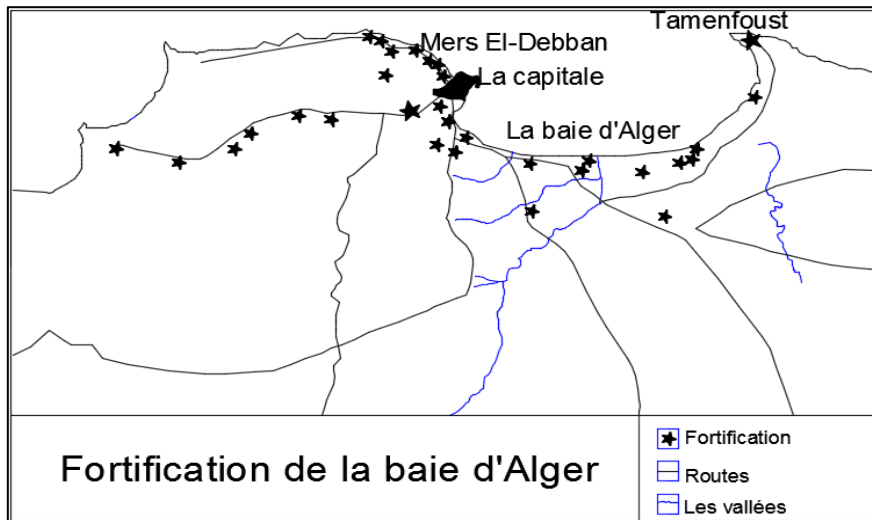 Tamenfoust
Mers El-Debban
La capitale
La baie d'Alger
Fortification de la baie d'Alger
Fortification
Routes
Les vallées